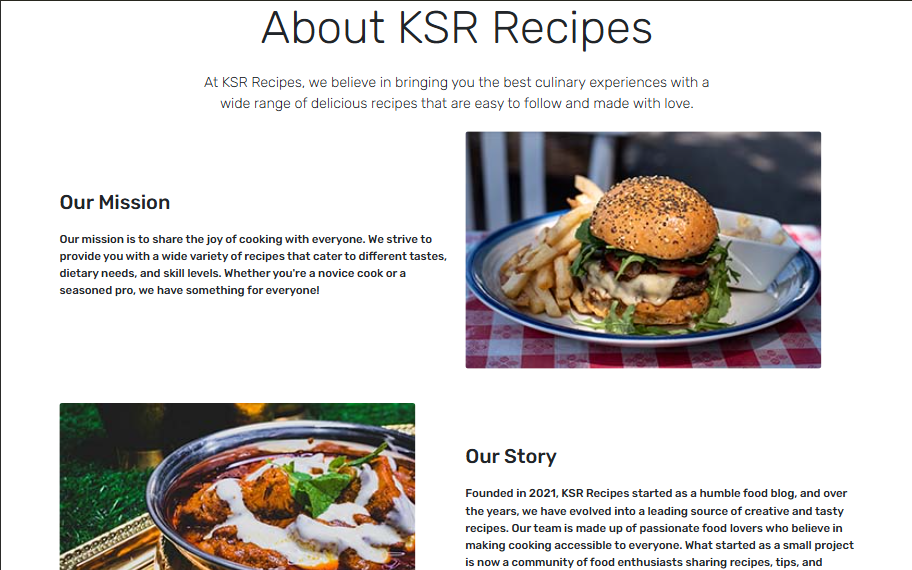 About KSR Recipes
At KSR Recipes, we believe in bringing you the best culinary experiences with a
wide range of delicious recipes that are easy to follow and made with love.
Our Mission
Our mission is to share the joy of cooking with everyone. We strive to
provide you with a wide variety of recipes that cater to different tastes,
dietary needs, and skill levels. Whether you're a novice cook or a
seasoned pro, we have something for everyone!
Our Story
Founded in 2021, KSR Recipes started as a humble food blog, and over
the years, we have evolved into a leading source of creative and tasty
recipes. Our team is made up of passionate food lovers who believe in
making cooking accessible to everyone. What started as a small project
is now a community of food enthusiasts sharing recipes, tips, and